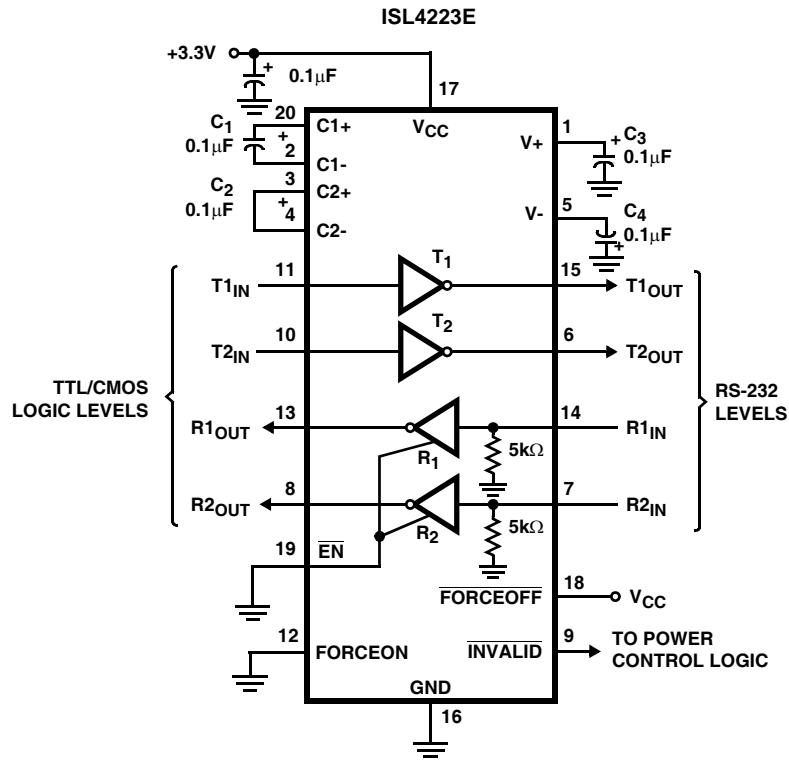 ISL4223E
+3.3V
+
0.1µF
17
20
C1+
VCC
1
C1
0.1µF
+
2
C1-
V+
+
C3
0.1µF
3
C2+
C2
0.1µF
+
4
C2-
V-
5
C4
0.1µF
+
T1
T1IN
11
15
T1OUT
T2
T2IN
10
6
T2OUT
TTL/CMOS
LOGIC LEVELS
RS-232
LEVELS
R1OUT
13
14
R1IN
R1
5kΩ
R2OUT
8
7
R2IN
R2
5kΩ
19
EN
FORCEOFF
18
VCC
12
FORCEON
INVALID
9
TO POWER
CONTROL LOGIC
GND
16